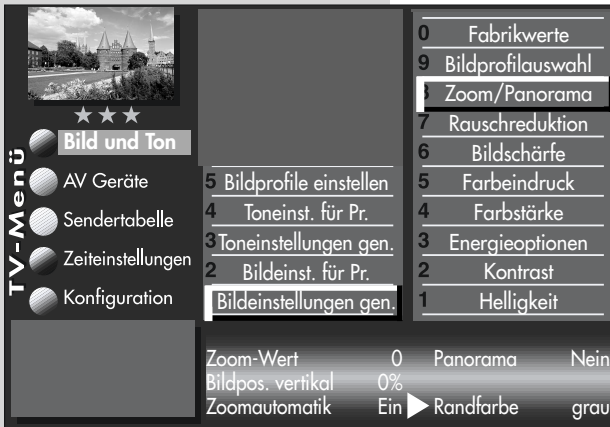 TV-Menü
Bild und Ton
AV Geräte
Sendertabelle
Zeiteinstellungen
Konfiguration
5 Bildprofile einstellen
4 Toneinst. für Pr.
3 Toneinstellungen gen.
2 Bildeinst. für Pr.
Bildeinstellungen gen.
0 Fabrikwerte
9 Bildprofilauswahl
8 Zoom/Panorama
7 Rauschreduktion
6 Bildschärfe
5 Farbeindruck
4 Farbstärke
3 Energieoptionen
2 Kontrast
1 Helligkeit
Zoom-Wert 0 Panorama Nein
Bildpos. vertikal 0%
Zoomautomatik Ein Randfarbe grau